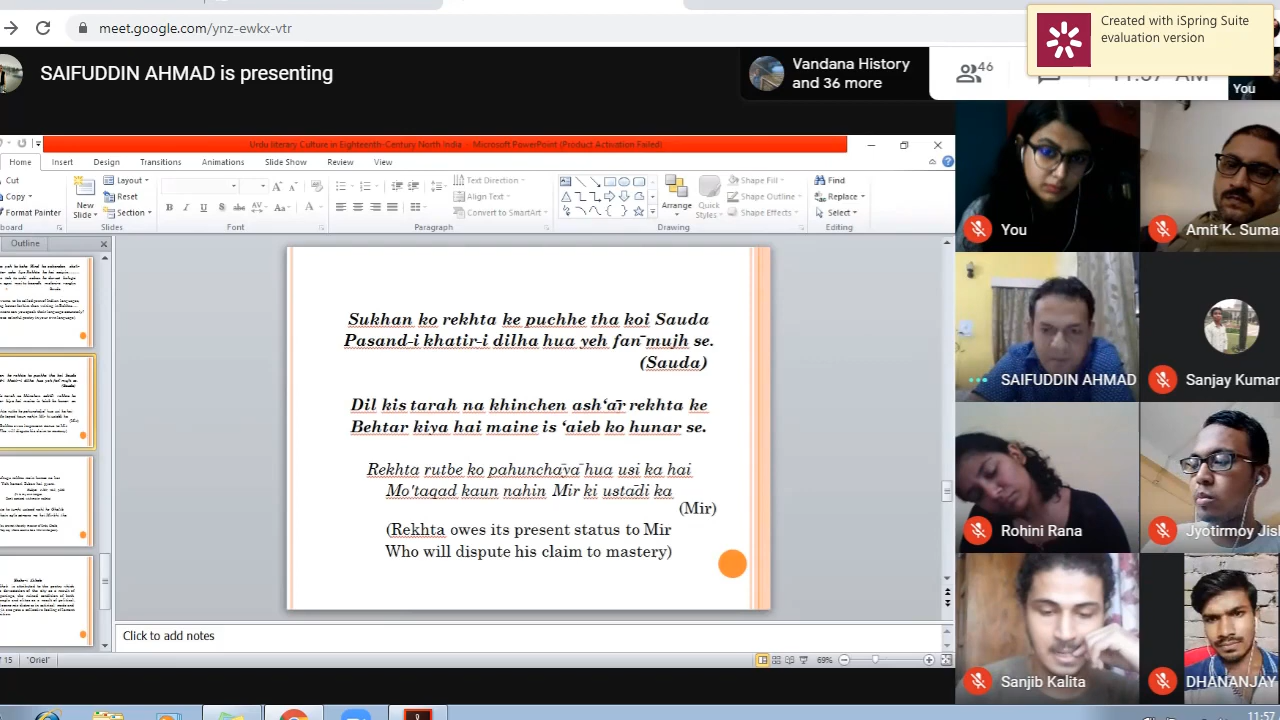 meet.google.com/ynz-ewkx-vtr
Created with iSpring Suite
evaluation version
SAIFUDDIN AHMAD is presenting
Vandana History
and 36 more
46
You
Urdu literary Culture in Eighteenth-Century North India - Microsoft PowerPoint (Product Activation Failed)
Home Insert Design Transitions Animations Slide Show Review View
Cut
Copy
Format Painter
New
Slide
Layout
Reset
Section
Text Direction
Align Text
Convert to SmartArt
Arrange
Quick
Styles
Shape Fill
Shape Outline
Shape Effects
Find
Replace
Select
Slides Font Paragraph Drawing Editing
Outline
Sukhan ko rekhta ke puchhe tha koi Sauda
Pasand-i khatir-i dilha hua yeh fan mujh se.
(Sauda)
Dil kis tarah na khinchen ash‘ār rekhta ke
Behtar kiya hai maine is ‘aieb ko hunar se.
Rekhta rutbe ko pahunchāyā hua usi ka hai
Mo'taqad kaun nahin Mir ki ustādi ka
(Mir)
(Rekhta owes its present status to Mir
Who will dispute his claim to mastery)
Click to add notes
15 "Oriel"
69%
You
Amit K. Suma
SAIFUDDIN AHMAD
Sanjay Kumar
Rohini Rana
Jyotirmoy Jish
Sanjib Kalita
DHANANJAY
11:57